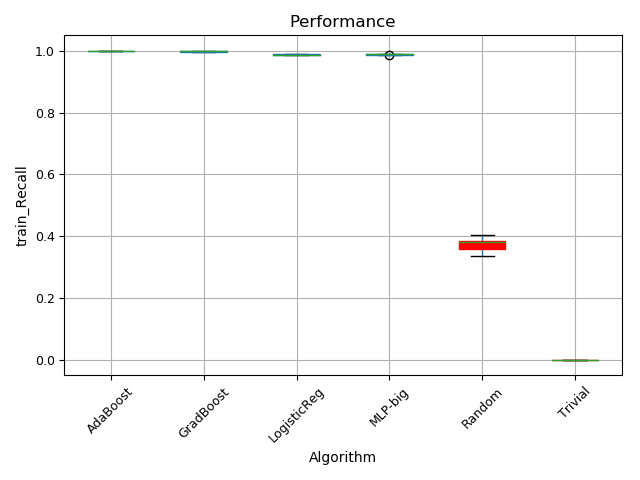 Performance
train_Recall
1.0
0.8
0.6
0.4
0.2
0.0
AdaBoost
GradBoost
LogisticReg
MLP-big
Random
Trivial
Algorithm